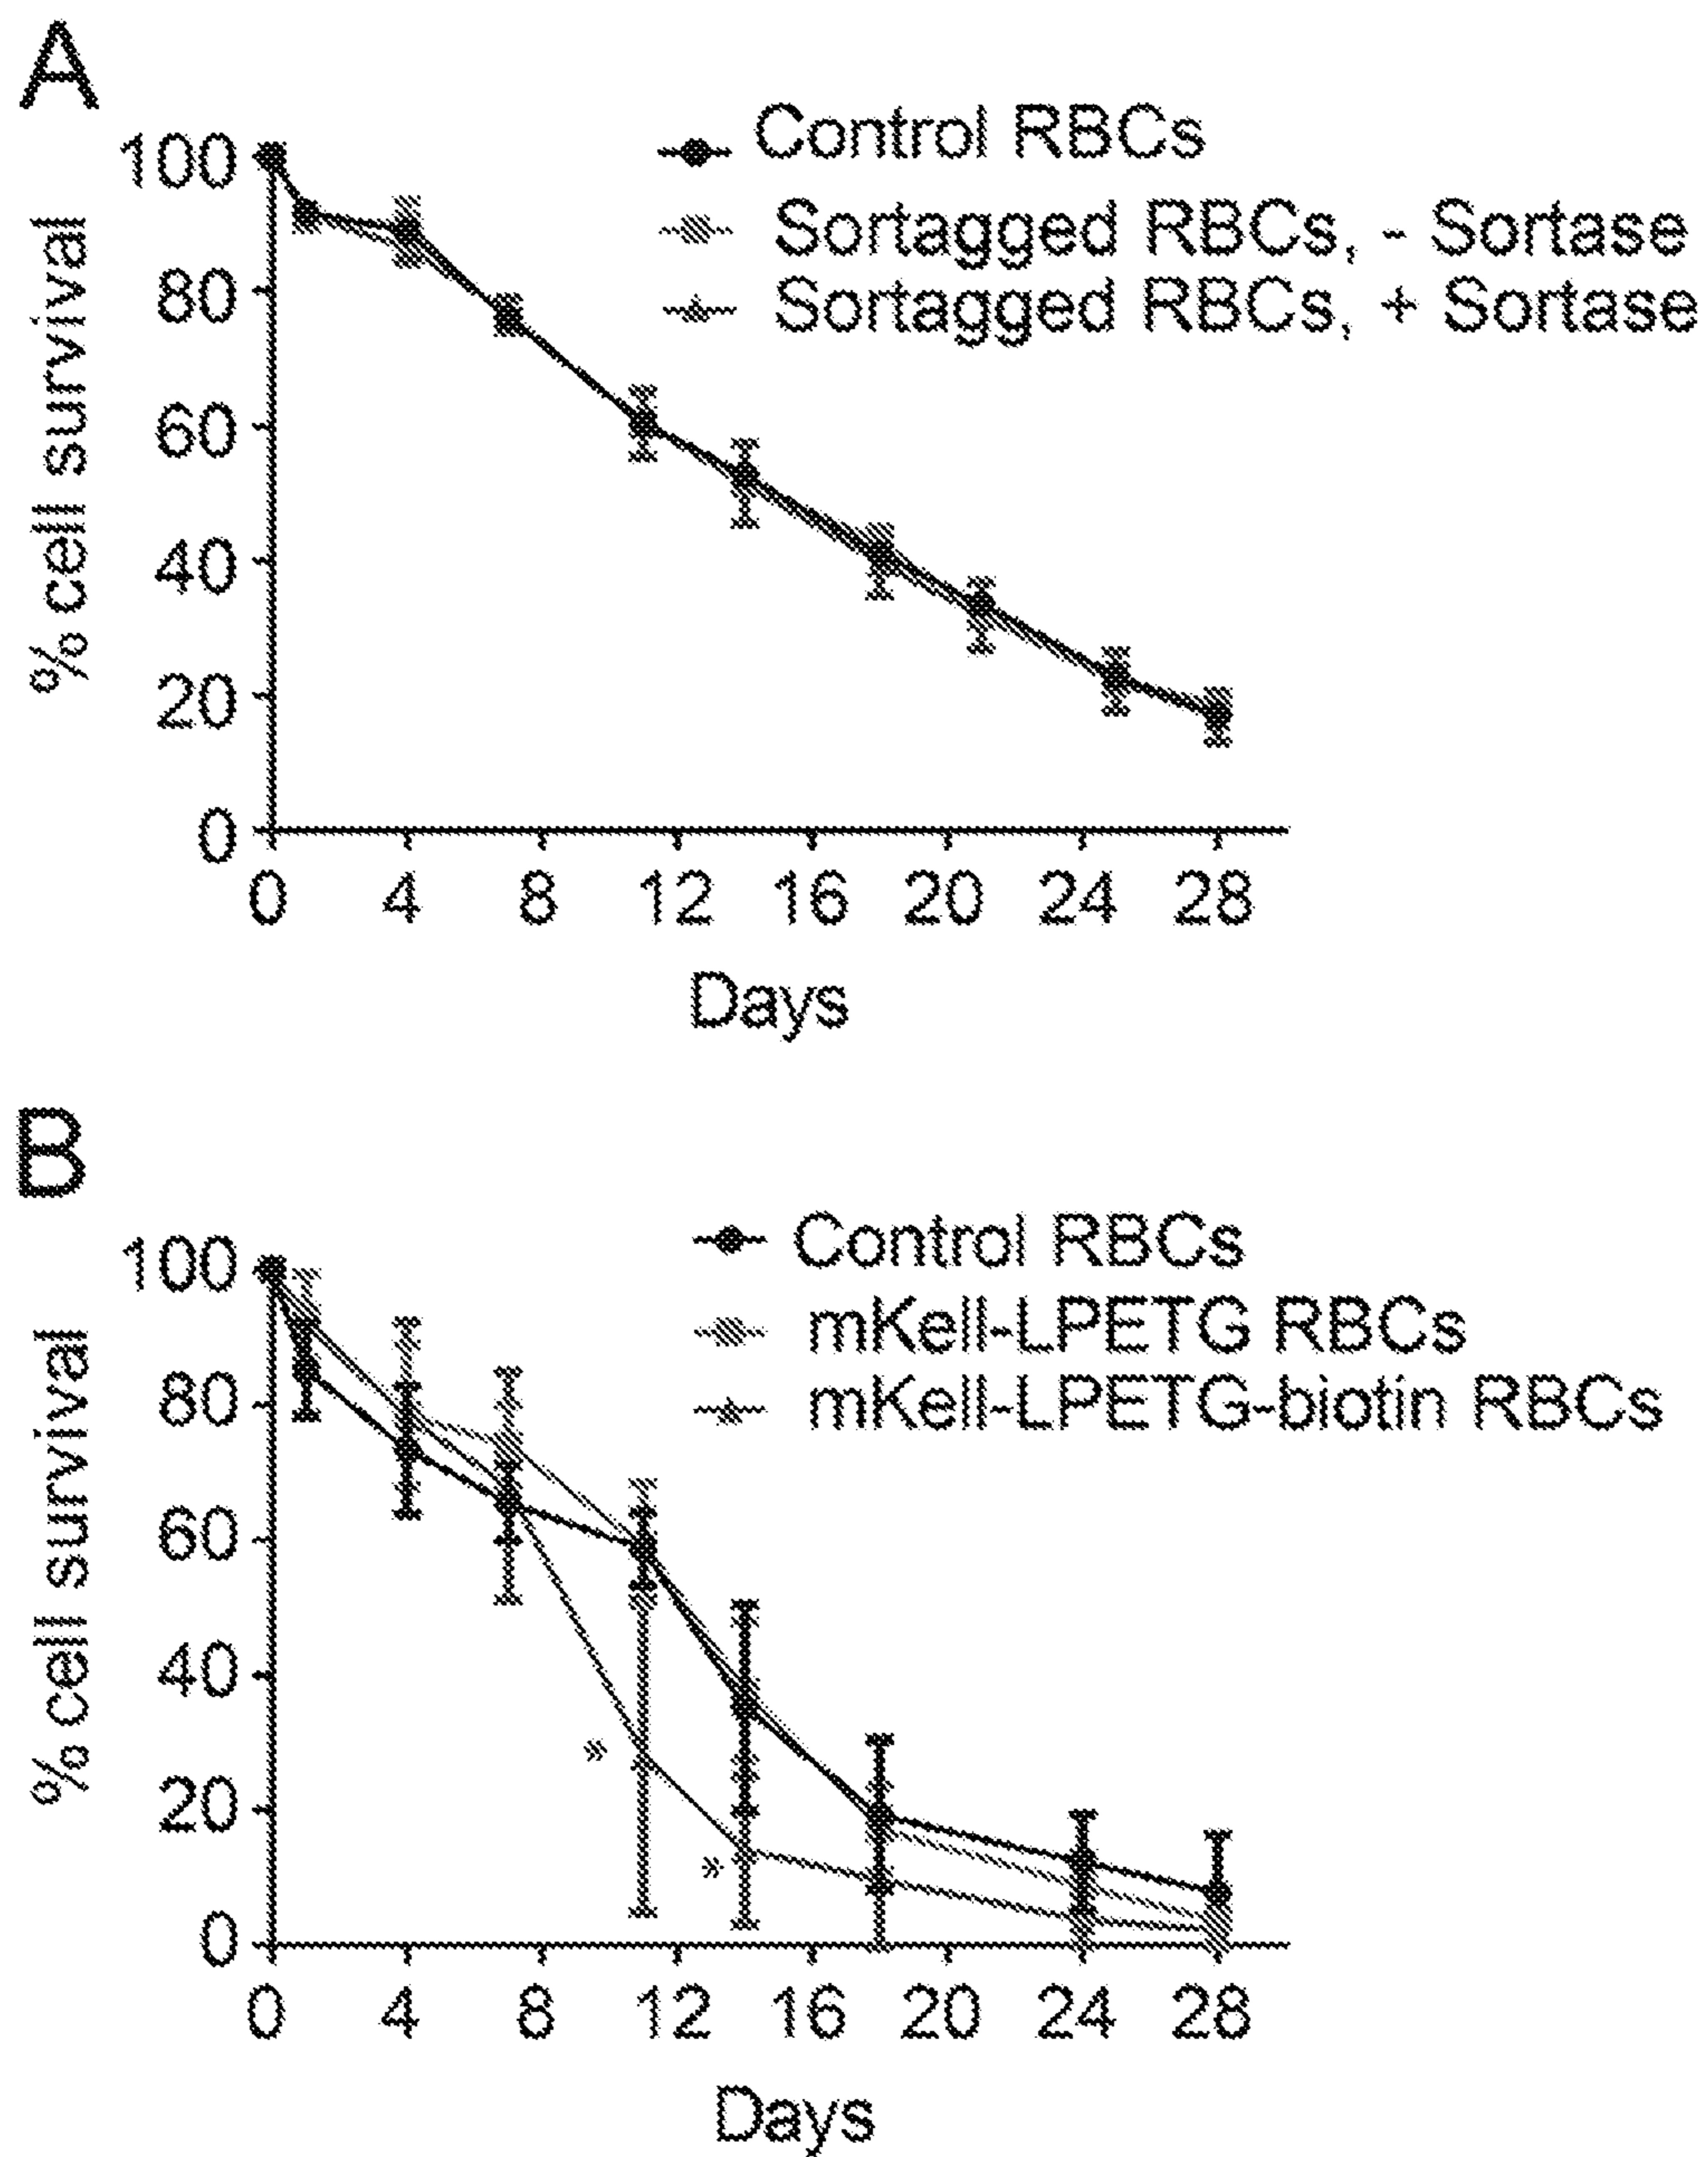 A
100
80
60
40
20
0
% cell survival
Control RBCs
Sortagged RBCs, - Sortase
Sortagged RBCs, + Sortase
0 4 8 12 16 20 24 28
Days
B
100
80
60
40
20
0
% cell survival
Control RBCs
mKell-LPETG RBCs
mKell-LPETG-biotin RBCs
*
*
0 4 8 12 16 20 24 28
Days